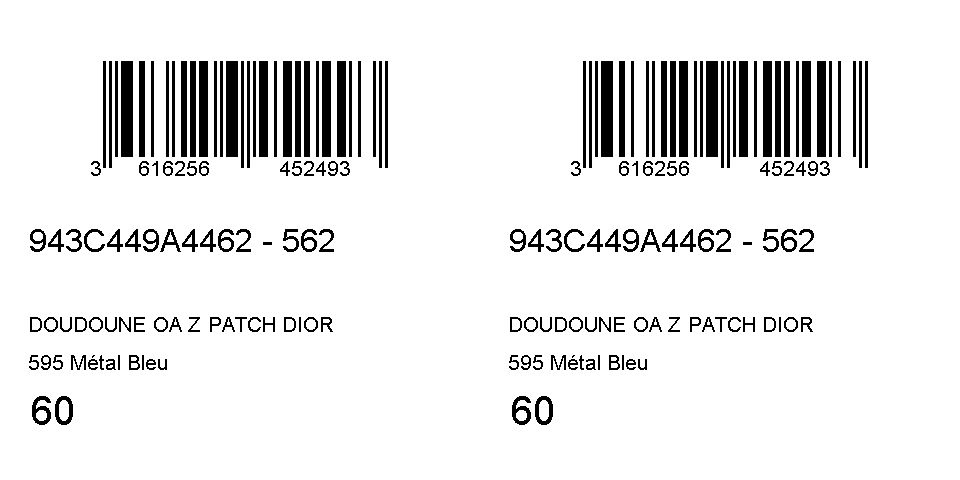 3 616256 452493
943C449A4462 - 562
DOUDOUNE OA Z PATCH DIOR
595 Métal Bleu
60
3 616256 452493
943C449A4462 - 562
DOUDOUNE OA Z PATCH DIOR
595 Métal Bleu
60